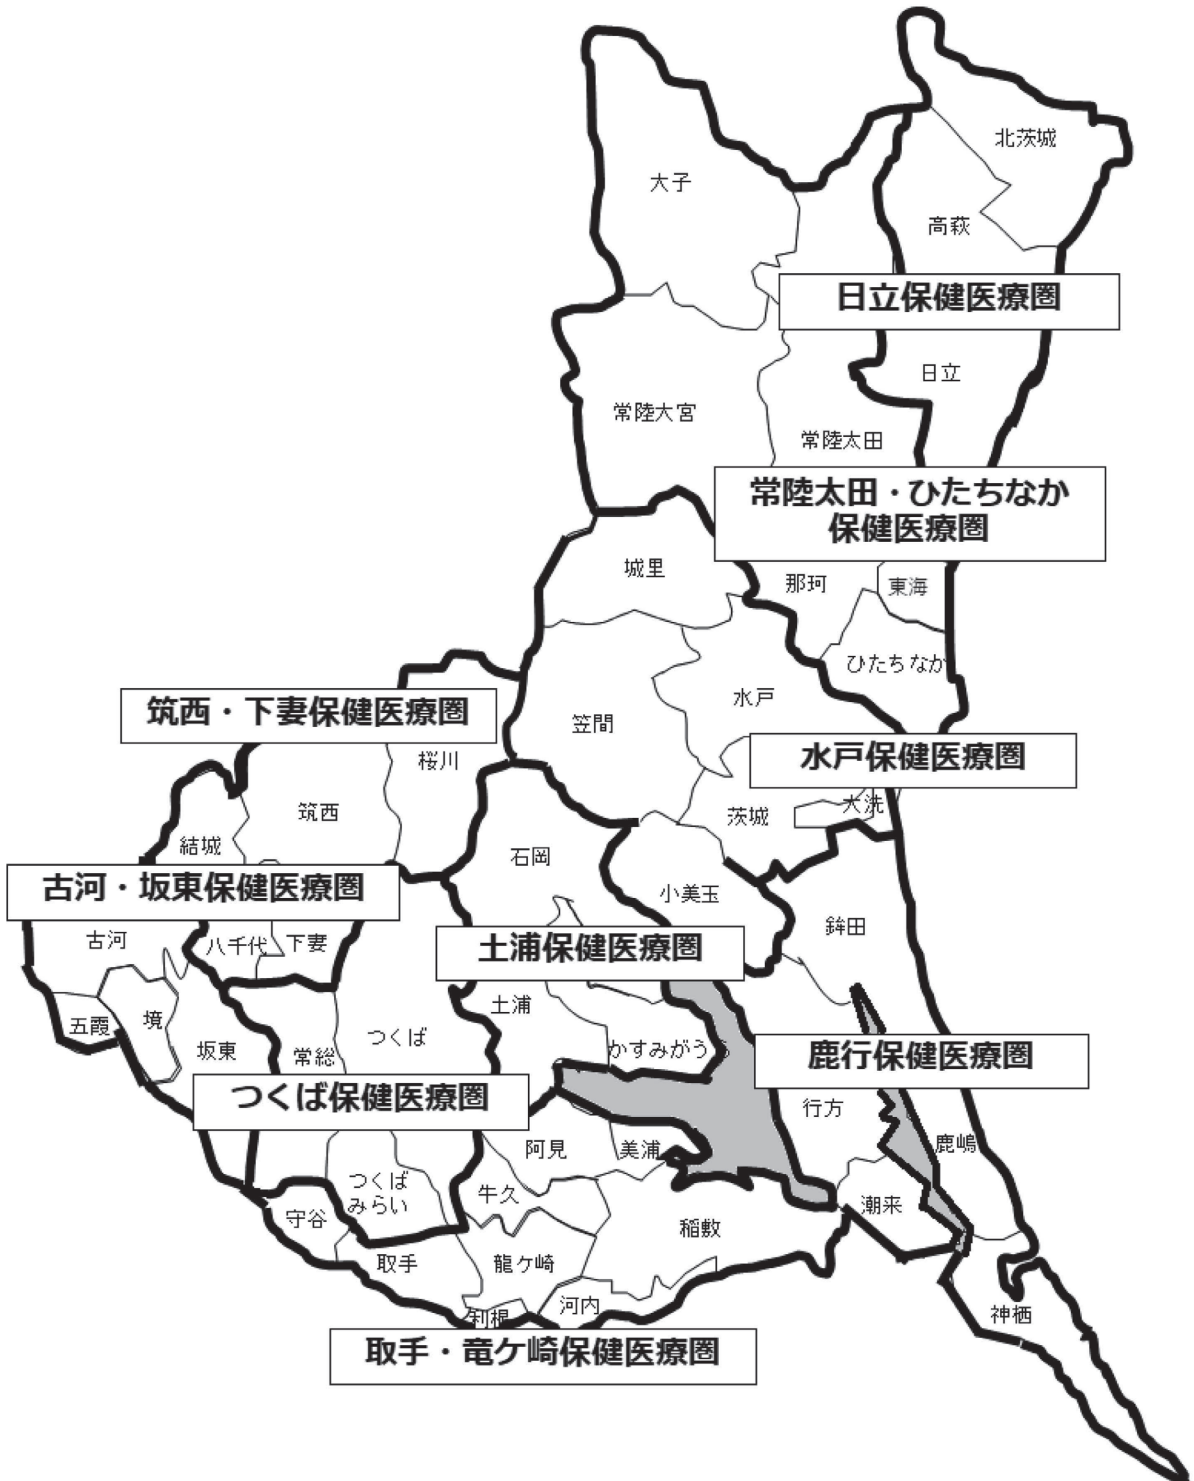 北茨城
大子
高萩
日立保健医療圏
日立
常陸大宮
常陸太田
常陸太田・ひたちなか
保健医療圏
城里
那珂
東海
ひたちなか
筑西・下妻保健医療圏
水戸
笠間
水戸保健医療圏
桜川
大洗
筑西
茨城
結城
石岡
古河・坂東保健医療圏
小美玉
鉾田
古河
八千代
下妻
土浦保健医療圏
土浦
五霞
境
つくば
坂東
常総
かすみがうら
鹿行保健医療圏
つくば保健医療圏
行方
鹿嶋
阿見
美浦
つくば
みらい
牛久
潮来
守谷
稲敷
取手
龍ケ崎
河内
利根
神栖
取手・竜ケ崎保健医療圏